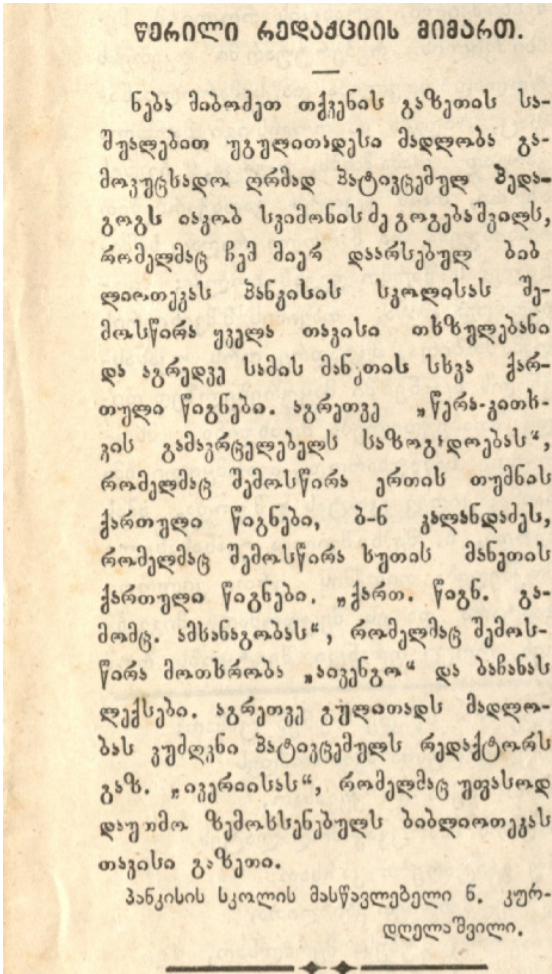 წერილი რედაქციის მიმართ.
ნება მიბოძეთ თქვენის გაზეთის სა-
შუალებით უგულითადესი მადლობა გა-
მოვუცხადო ღრმად პატივცემულ პედა-
გოგს იაკობ სვიმონის ძე გოგებაშვილს,
რომელმაც ჩემ მიერ დაარსებულ ბიბ
ლიოთეკას პანკისის სკოლისას შე-
მოსწირა ყველა თავისი თხზულებანი
და აგრედვე სამის მანეთის სხვა ქარ-
თული წიგნები. აგრეთვე „წერა-კითხ-
ვის გამავრცელებელს საზოგადოებას“,
რომელმაც შემოსწირა ერთის თუმნის
ქართული წიგნები, ბ-ნ კალანდაძეს,
რომელმაც შემოსწირა ხუთის მანეთის
ქართული წიგნები. „ქართ. წიგნ. გა-
მომც. ამხანაგობას“, რომელმაც შემოს-
წირა მოთხრობა „აივენგო“ და ბაჩანას
ლექსები. აგრეთვე გულითადს მადლო-
ბას ვუძღვნი პატივცემულს რედაქტორს
გაზ. „ივერიისას“, რომელმაც უფასოდ
დაუთმო ზემოხსენებულს ბიბლიოთეკას
თავისი გაზეთი.
პანკისის სკოლის მასწავლებელი ნ. კურ-
დღელაშვილი.